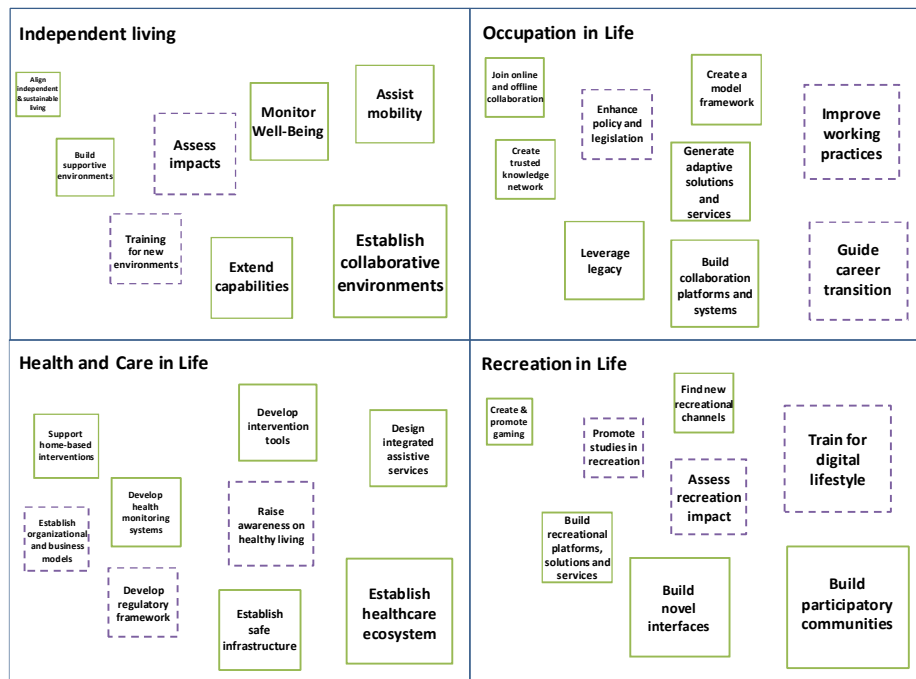 Independent living
Align
independent
& sustainable
living
Build
supportive
environments
Assess
impacts
Monitor
Well-Being
Assist
mobility
Training
for new
environments
Extend
capabilities
Establish
collaborative
environments
Occupation in Life
Join online
and offline
collaboration
Enhance
policy and
legislation
Create a
model
framework
Improve
working
practices
Create
trusted
knowledge
network
Generate
adaptive
solutions
and
services
Leverage
legacy
Build
collaboration
platforms and
systems
Guide
career
transition
Health and Care in Life
Support
home-based
interventions
Develop
intervention
tools
Design
integrated
assistive
services
Establish
organizational
and business
models
Develop
health
monitoring
systems
Raise
awareness on
healthy living
Develop
regulatory
framework
Establish
safe
infrastructure
Establish
healthcare
ecosystem
Recreation in Life
Create &
promote
gaming
Promote
studies in
recreation
Find new
recreational
channels
Train for
digital
lifestyle
Assess
recreation
impact
Build
recreational
platforms,
solutions and
services
Build
novel
interfaces
Build
participatory
communities